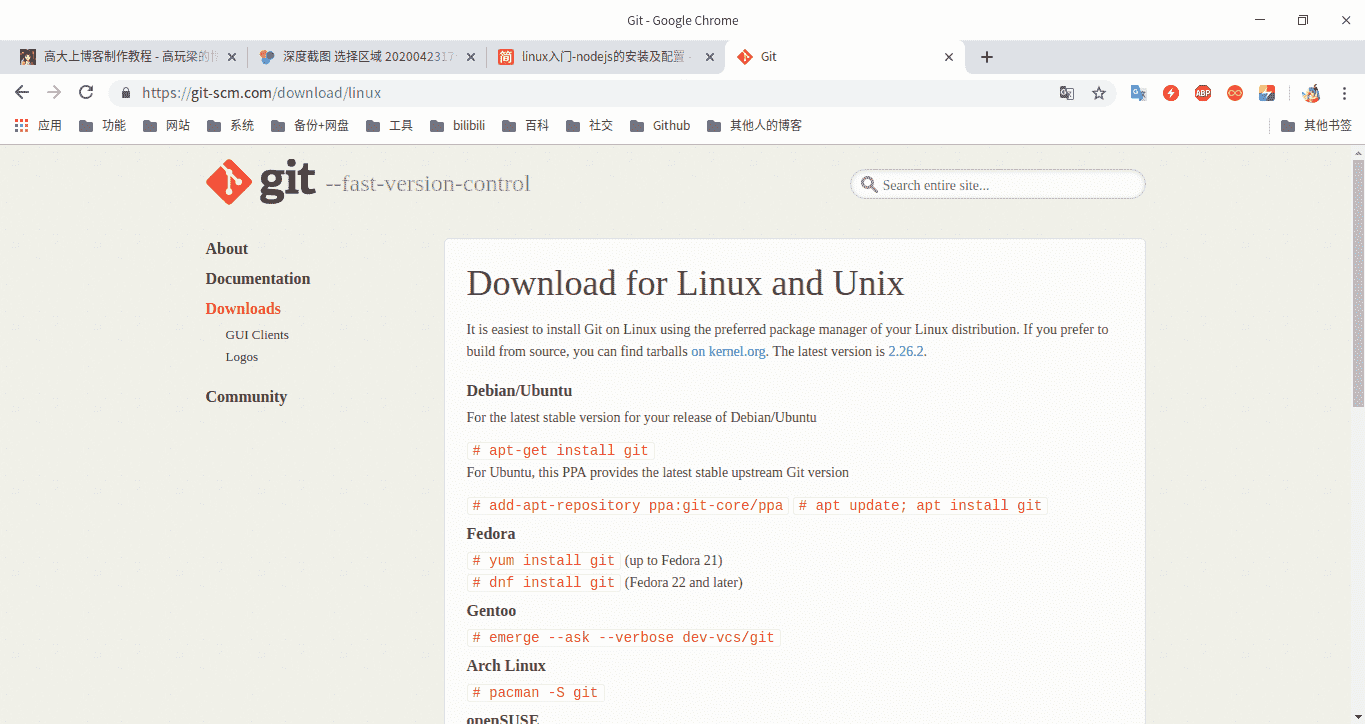 Git - Google Chrome
高大上博客制作教程 - 高玩梁的
深度截图 选择区域 2020042317
linux入门-nodejs的安装及配置 -
Git
https://git-scm.com/download/linux
ABP
应用 功能 网站 系统 备份+网盘 工具 bilibili 百科 社交 Github 其他人的博客 其他书签
git --fast-version-control
Search entire site...
About
Documentation
Downloads
GUI Clients
Logos
Community
Download for Linux and Unix
It is easiest to install Git on Linux using the preferred package manager of your Linux distribution. If you prefer to
build from source, you can find tarballs on kernel.org. The latest version is 2.26.2.
Debian/Ubuntu
For the latest stable version for your release of Debian/Ubuntu
# apt-get install git
For Ubuntu, this PPA provides the latest stable upstream Git version
# add-apt-repository ppa:git-core/ppa # apt update; apt install git
Fedora
# yum install git (up to Fedora 21)
# dnf install git (Fedora 22 and later)
Gentoo
# emerge --ask --verbose dev-vcs/git
Arch Linux
# pacman -S git
openSUSE